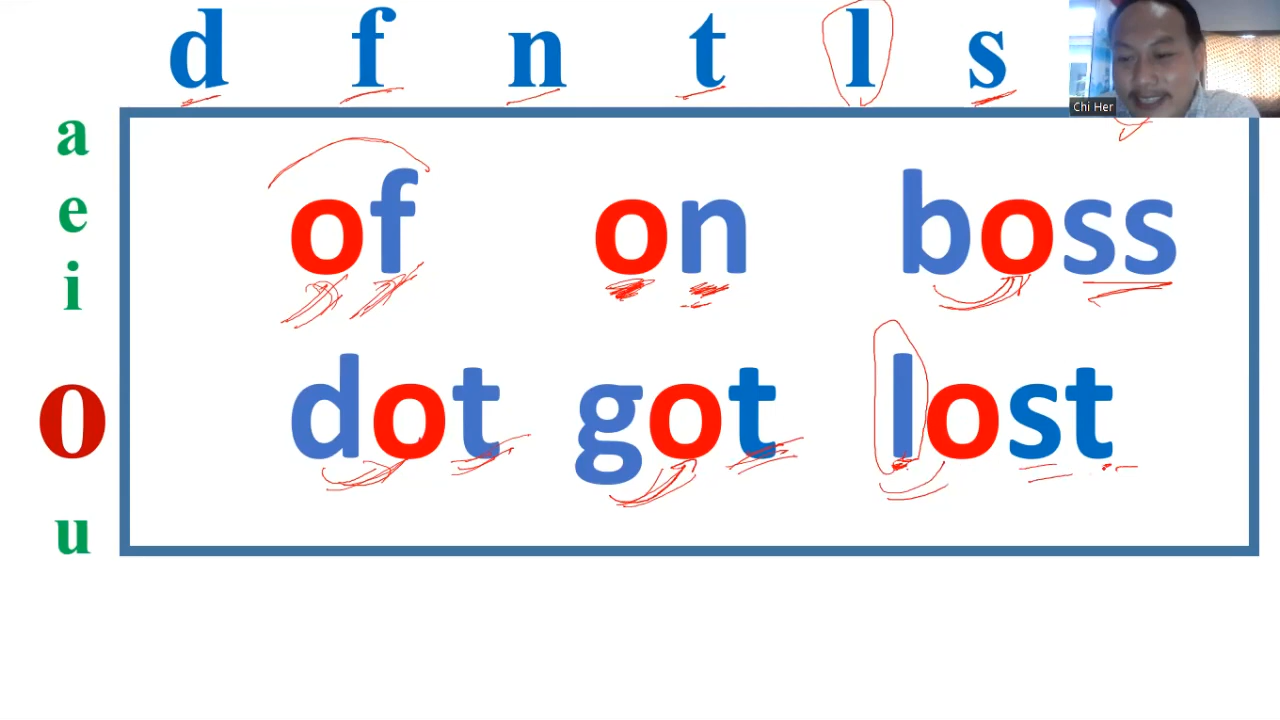 d f n t l s
Chi Her
a
e
i
o
u
of on boss
dot got lost